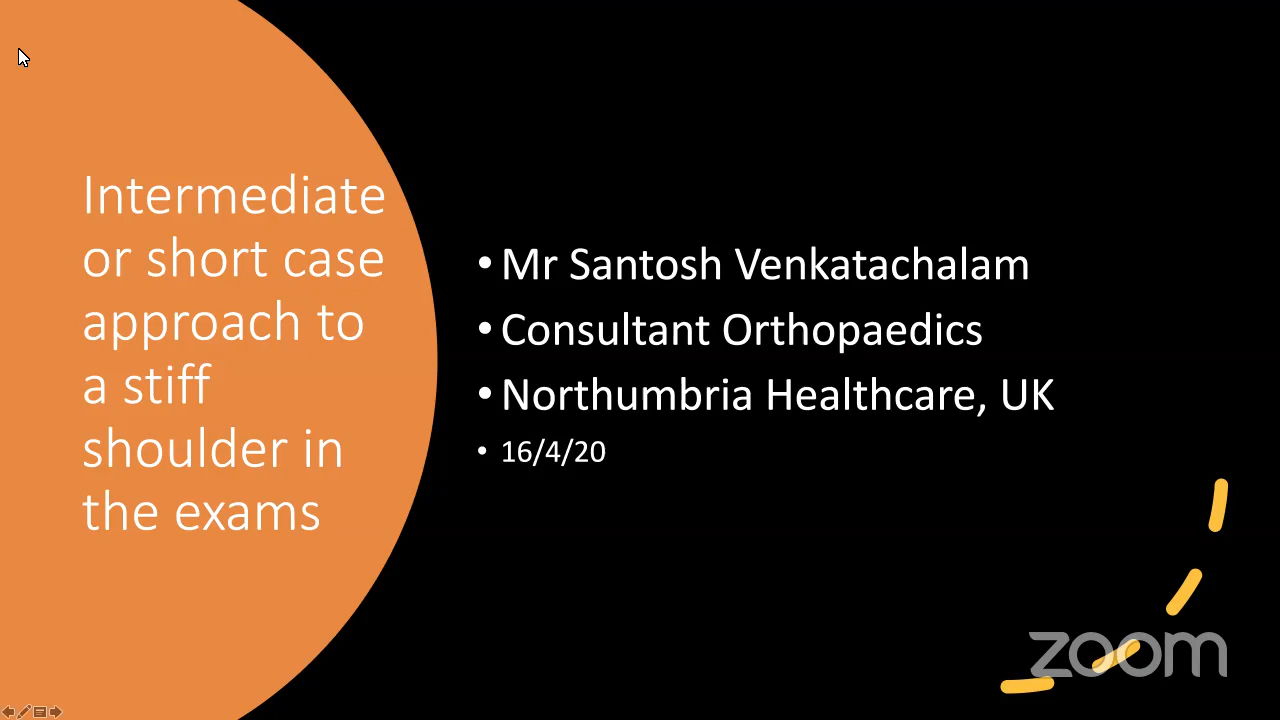 Intermediate
or short case
approach to
a stiff
shoulder in
the exams
• Mr Santosh Venkatachalam
• Consultant Orthopaedics
• Northumbria Healthcare, UK
• 16/4/20
zoom